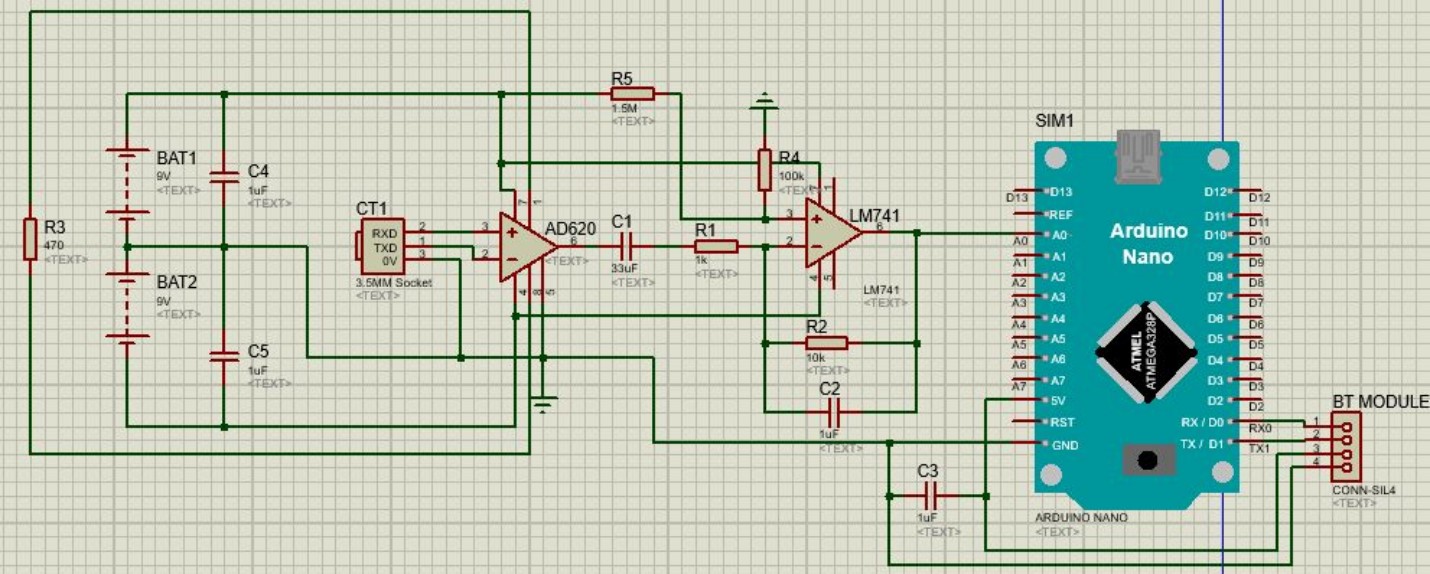 R5
1.5M
<TEXT>
SIM1
BAT1
9V
<TEXT>
C4
1uF
<TEXT>
R4
100k
<TEXT>
7
1
7
1
CT1
RXD
TXD
0V
2
1
3
3.5MM Socket
<TEXT>
R3
470
<TEXT>
3
2
6
AD620
<TEXT>
4
8
5
C1
33uF
<TEXT>
R1
1k
<TEXT>
3
2
6
LM741
4
5
LM741
<TEXT>
BAT2
9V
<TEXT>
C5
1uF
<TEXT>
R2
10k
<TEXT>
C2
1uF
<TEXT>
C3
1uF
<TEXT>
Arduino
Nano
ATMEL
ATMEGA328P
D13 D13
REF
A0 A0
A1 A1
A2 A2
A3 A3
A4 A4
A5 A5
A6 A6
A7 A7
5V
RST
GND
D12 D12
D11 D11
D10 D10
D9 D9
D8 D8
D7 D7
D6 D6
D5 D5
D4 D4
D3 D3
D2 D2
RX / D0 RX0
TX / D1 TX1
ARDUINO NANO
<TEXT>
BT MODULE
1
2
3
4
CONN-SIL4
<TEXT>